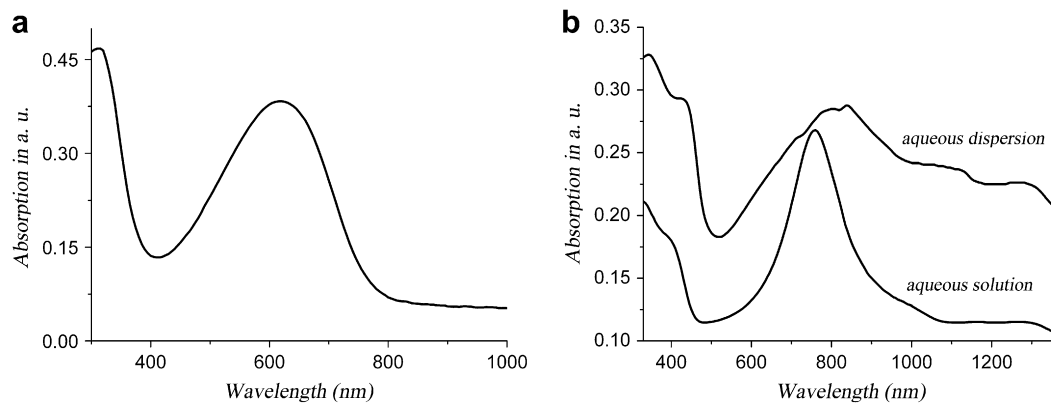 a
0.45
0.30
0.15
0.00
400
600
800
1000
Wavelength (nm)
Absorption in a. u.
b
0.35
0.30
0.25
0.20
0.15
0.10
400
600
800
1000
1200
Wavelength (nm)
Absorption in a. u.
aqueous dispersion
aqueous solution